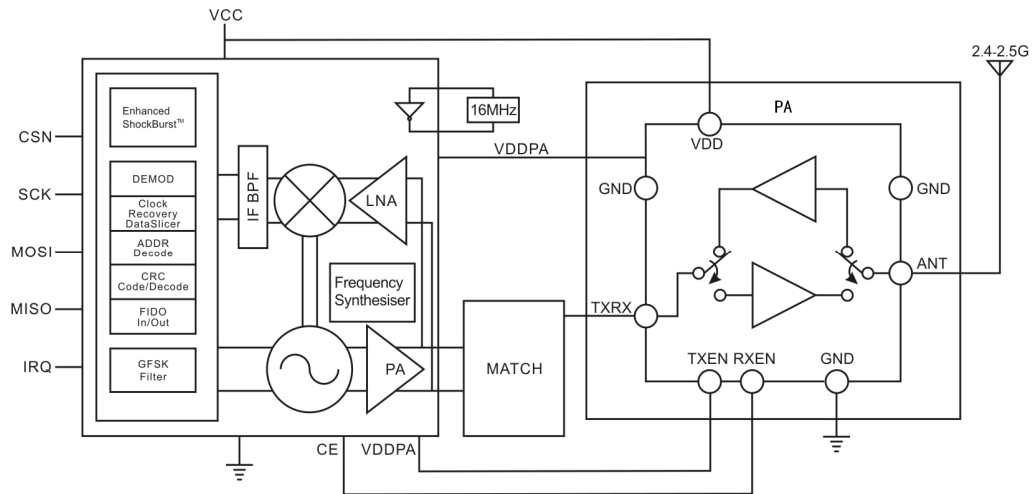 VCC
2.4-2.5G
Enhanced
ShockBurst™
16MHz
PA
CSN
VDD
VDDPA
DEMOD
IF BPF
LNA
GND
GND
SCK
Clock
Recovery
DataSlicer
MOSI
ADDR
Decode
ANT
CRC
Code/Decode
Frequency
Synthesiser
MISO
FIDO
In/Out
TXRX
IRQ
GFSK
Filter
PA
MATCH
TXEN
RXEN
GND
CE
VDDPA